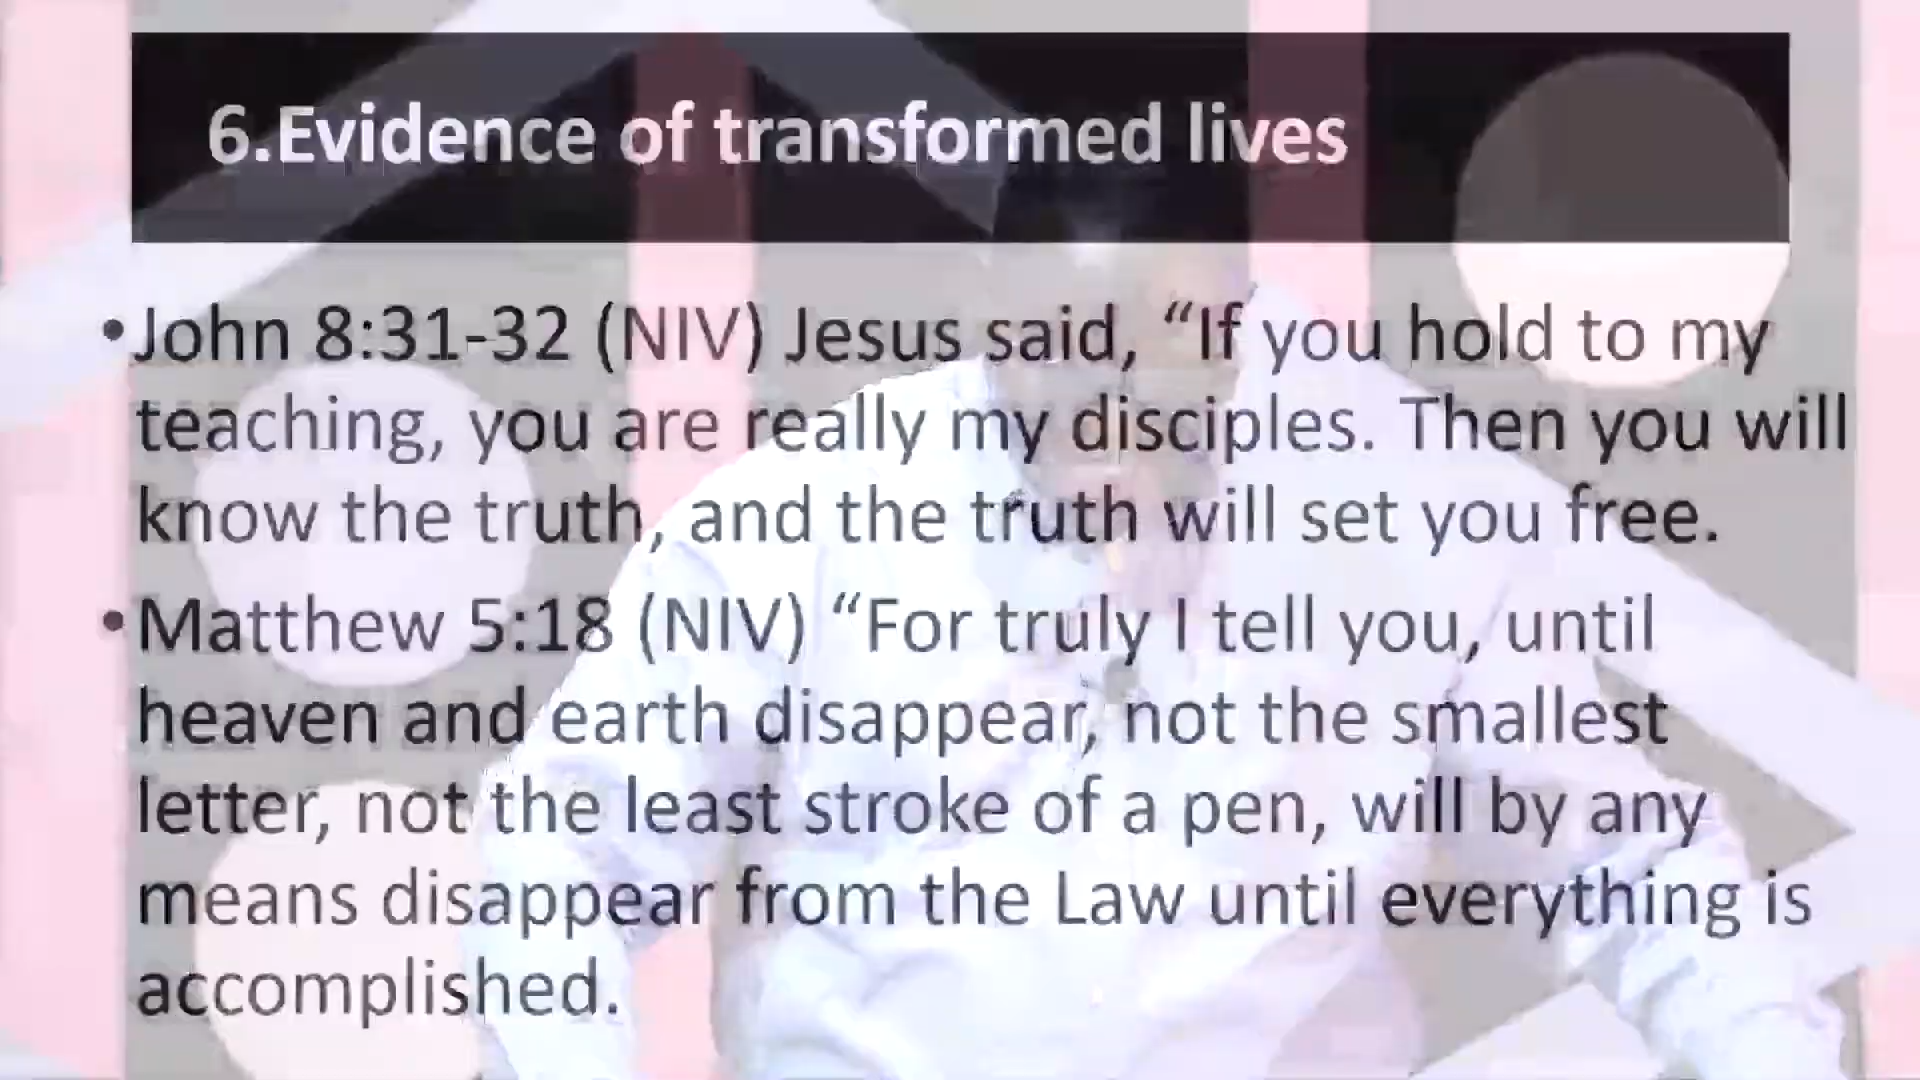 6.Evidence of transformed lives
•John 8:31-32 (NIV) Jesus said, “If you hold to my
teaching, you are really my disciples. Then you will
know the truth, and the truth will set you free.
•Matthew 5:18 (NIV) “For truly I tell you, until
heaven and earth disappear, not the smallest
letter, not the least stroke of a pen, will by any
means disappear from the Law until everything is
accomplished.